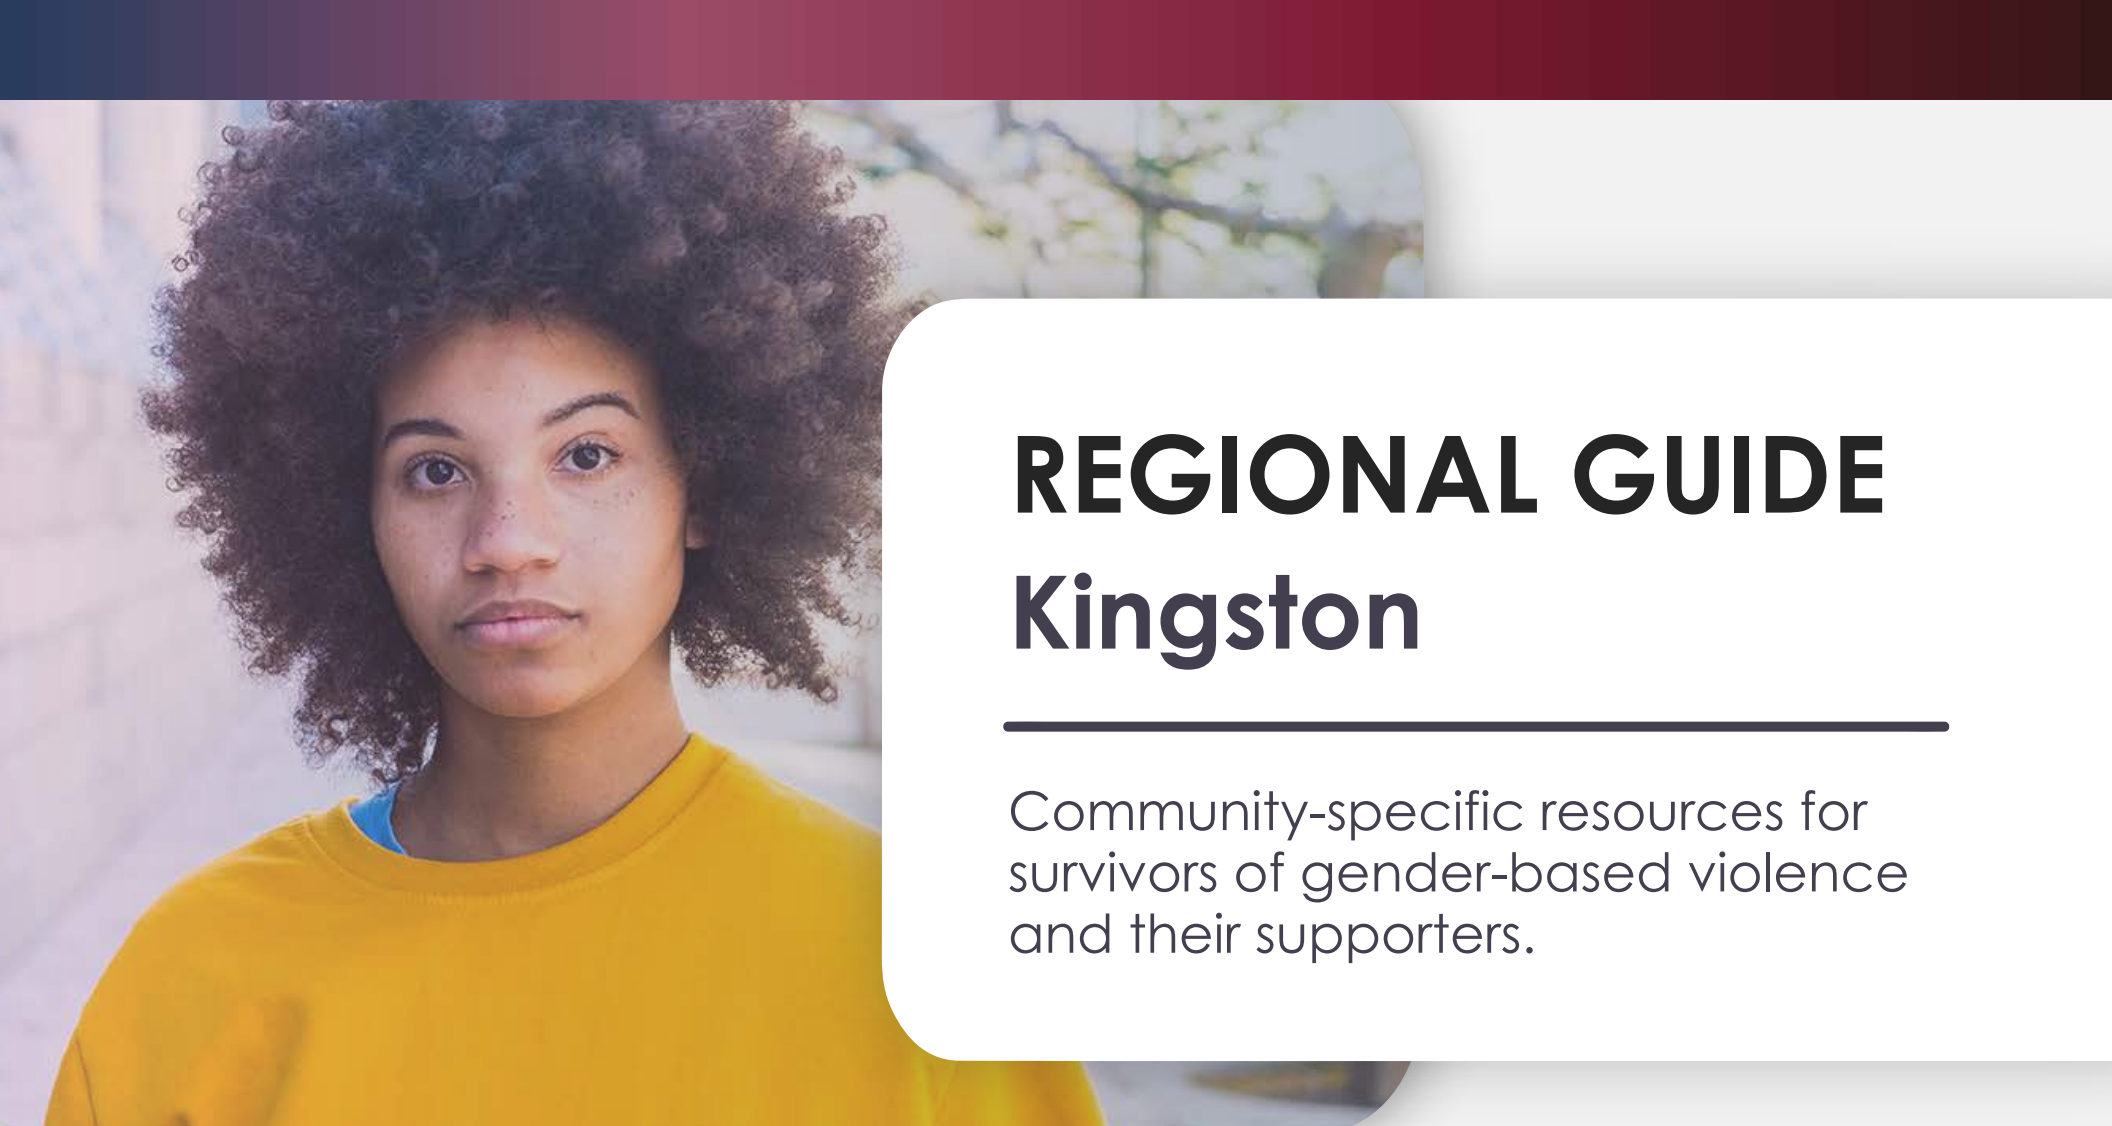 REGIONAL GUIDE
Kingston
Community-specific resources for
survivors of gender-based violence
and their supporters.